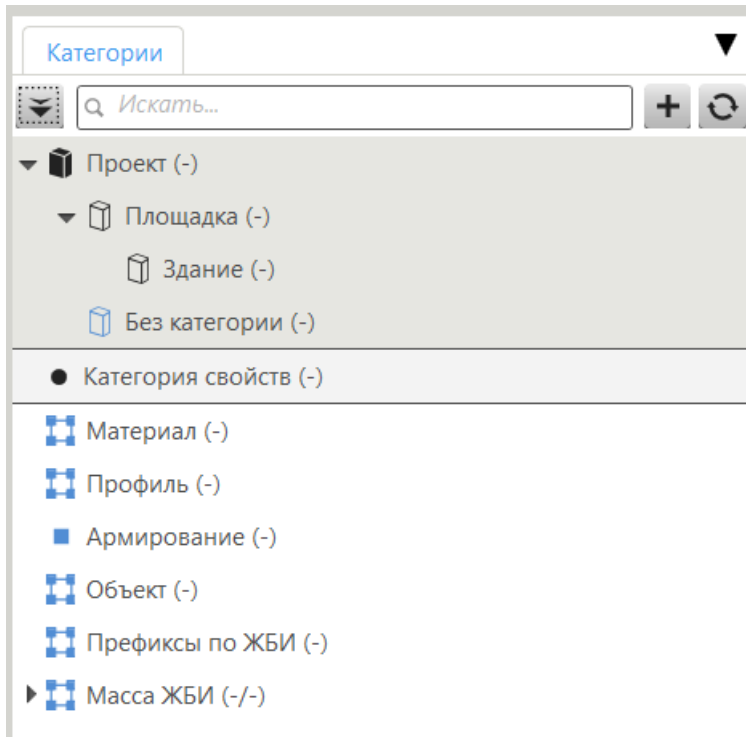 Категории
Искать...
Проект (-)
Площадка (-)
Здание (-)
Без категории (-)
Категория свойств (-)
Материал (-)
Профиль (-)
Армирование (-)
Объект (-)
Префиксы по ЖБИ (-)
Масса ЖБИ (-/-)